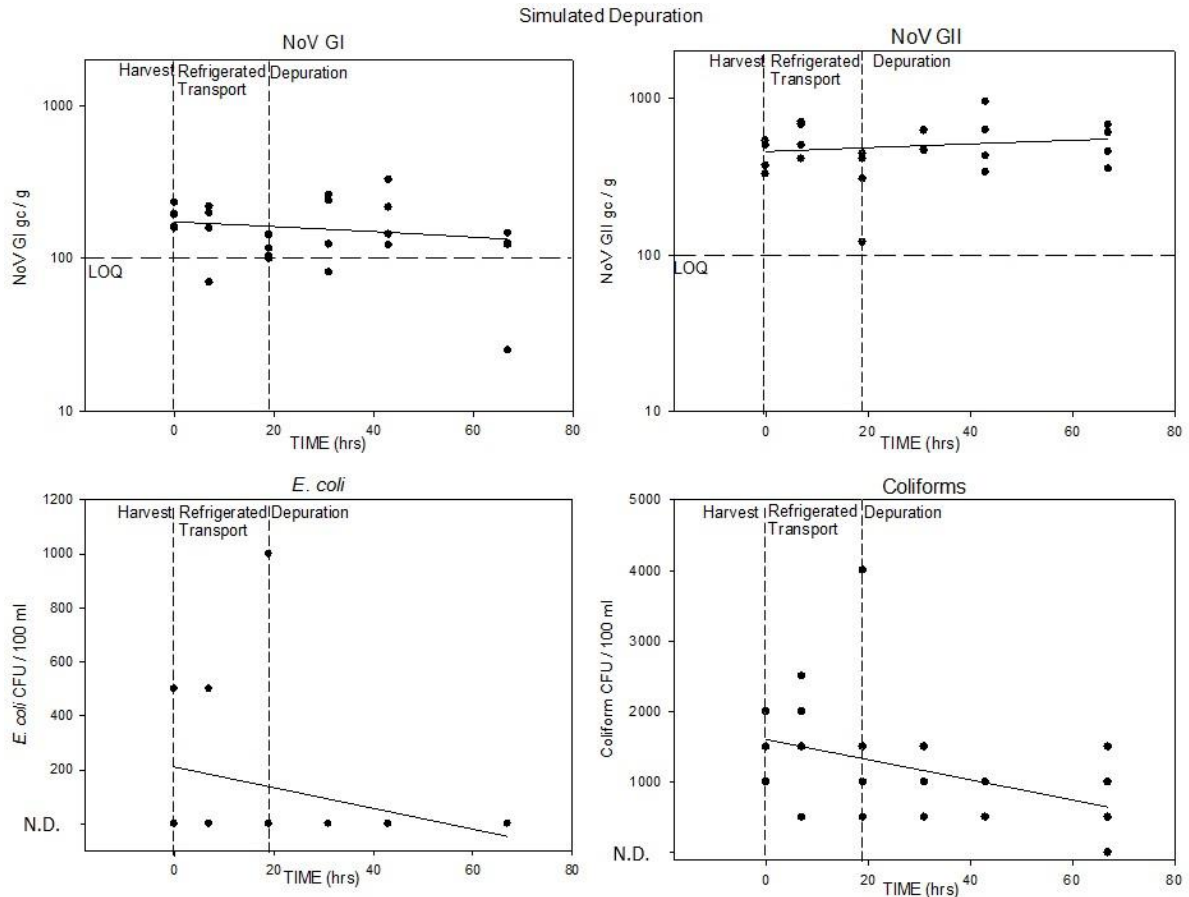 Simulated Depuration
NoV GI
Harvest Refrigerated Depuration
Transport
1000
100
10
LOQ
NoV GI gc / g
0 20 40 60 80
TIME (hrs)
NoV GII
Harvest Refrigerated Depuration
Transport
1000
100
10
LOQ
NoV GII gc / g
0 20 40 60 80
TIME (hrs)
E. coli
Harvest Refrigerated Depuration
Transport
1200
1000
800
600
400
200
N.D.
E. coli CFU / 100 ml
0 20 40 60 80
TIME (hrs)
Coliforms
Harvest Refrigerated Depuration
Transport
5000
4000
3000
2000
1000
N.D.
Coliform CFU / 100 ml
0 20 40 60 80
TIME (hrs)